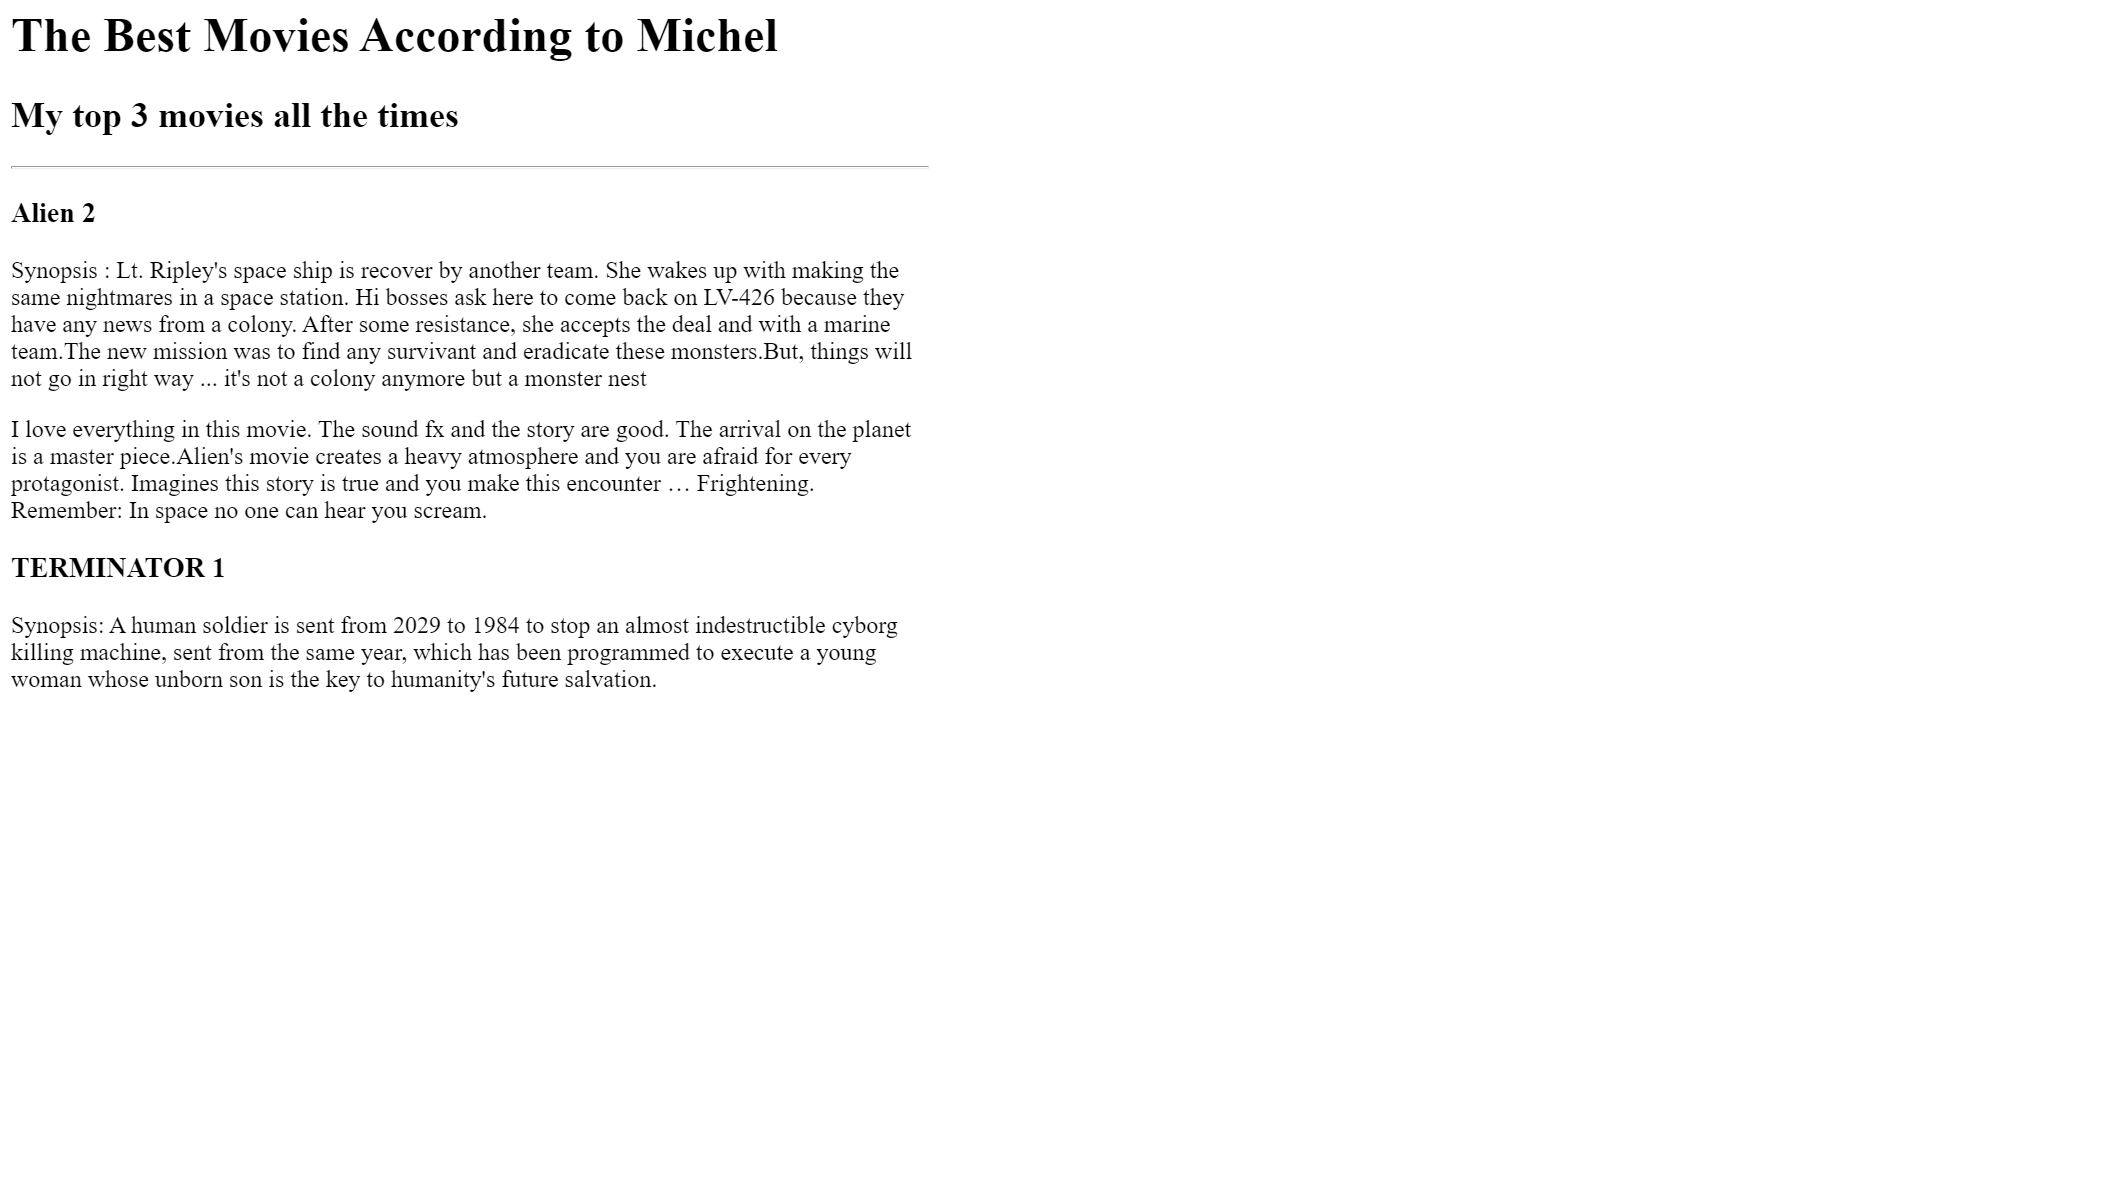 The Best Movies According to Michel
My top 3 movies all the times
Alien 2
Synopsis : Lt. Ripley's space ship is recover by another team. She wakes up with making the
same nightmares in a space station. Hi bosses ask here to come back on LV-426 because they
have any news from a colony. After some resistance, she accepts the deal and with a marine
team.The new mission was to find any survivant and eradicate these monsters.But, things will
not go in right way ... it's not a colony anymore but a monster nest
I love everything in this movie. The sound fx and the story are good. The arrival on the planet
is a master piece.Alien's movie creates a heavy atmosphere and you are afraid for every
protagonist. Imagines this story is true and you make this encounter … Frightening.
Remember: In space no one can hear you scream.
TERMINATOR 1
Synopsis: A human soldier is sent from 2029 to 1984 to stop an almost indestructible cyborg
killing machine, sent from the same year, which has been programmed to execute a young
woman whose unborn son is the key to humanity's future salvation.